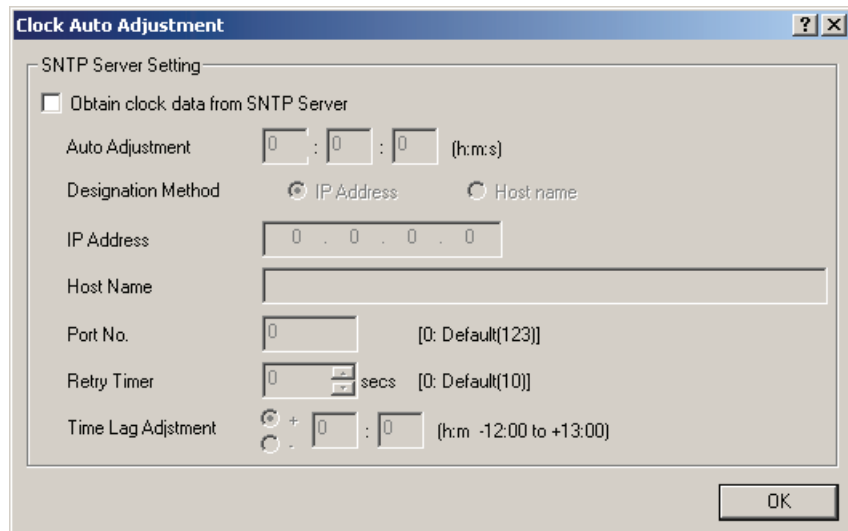 Clock Auto Adjustment
SNTP Server Setting
Obtain clock data from SNTP Server
Auto Adjustment 0 : 0 : 0 (h:m:s)
Designation Method IP Address Host name
IP Address 0 . 0 . 0 . 0
Host Name
Port No. 0 [0: Default(123)]
Retry Timer 0 secs [0: Default(10)]
Time Lag Adjstment + - 0 : 0 (h:m -12:00 to +13:00)
OK